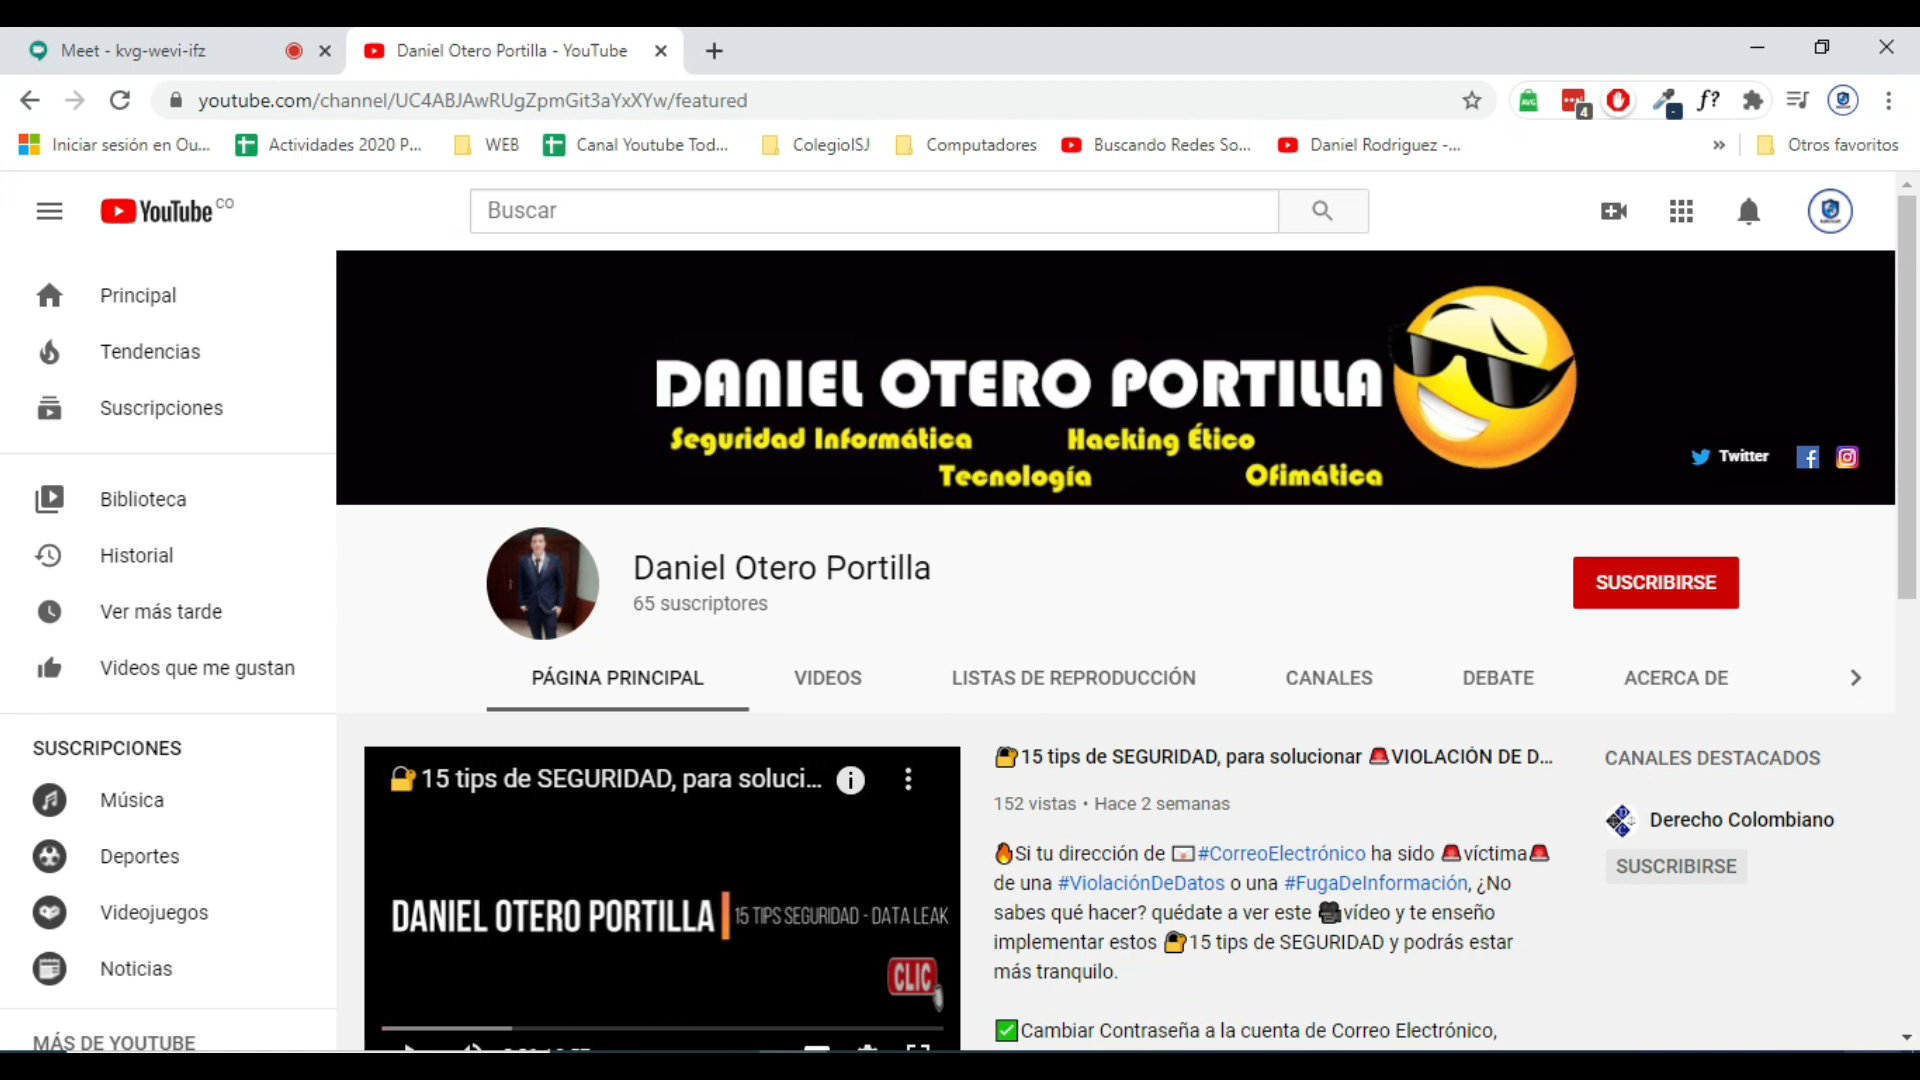 Meet - kvg-wevi-ifz
Daniel Otero Portilla - YouTube
youtube.com/channel/UC4ABJAwRUgZpmGit3aYxXYw/featured
AVG
4
f?
Iniciar sesión en Ou...
Actividades 2020 P...
WEB
Canal Youtube Tod...
ColegioISJ
Computadores
Buscando Redes So...
Daniel Rodriguez -...
Otros favoritos
YouTube CO
Buscar
Principal
Tendencias
Suscripciones
Biblioteca
Historial
Ver más tarde
Videos que me gustan
SUSCRIPCIONES
Música
Deportes
Videojuegos
Noticias
MÁS DE YOUTUBE
DANIEL OTERO PORTILLA
Seguridad Informática Hacking Ético
Tecnología Ofimática
Twitter
Daniel Otero Portilla
65 suscriptores
SUSCRIBIRSE
PÁGINA PRINCIPAL
VIDEOS
LISTAS DE REPRODUCCIÓN
CANALES
DEBATE
ACERCA DE
🔐15 tips de SEGURIDAD, para soluci...
DANIEL OTERO PORTILLA 15 TIPS SEGURIDAD - DATA LEAK
CLIC
🔐15 tips de SEGURIDAD, para solucionar 🚨VIOLACIÓN DE D...
152 vistas • Hace 2 semanas
🔥Si tu dirección de 📧#CorreoElectrónico ha sido 🚨víctima🚨
de una #ViolaciónDeDatos o una #FugaDeInformación, ¿No
sabes qué hacer? quédate a ver este 🎥vídeo y te enseño
implementar estos 🔐15 tips de SEGURIDAD y podrás estar
más tranquilo.
✅Cambiar Contraseña a la cuenta de Correo Electrónico,
CANALES DESTACADOS
Derecho Colombiano
SUSCRIBIRSE